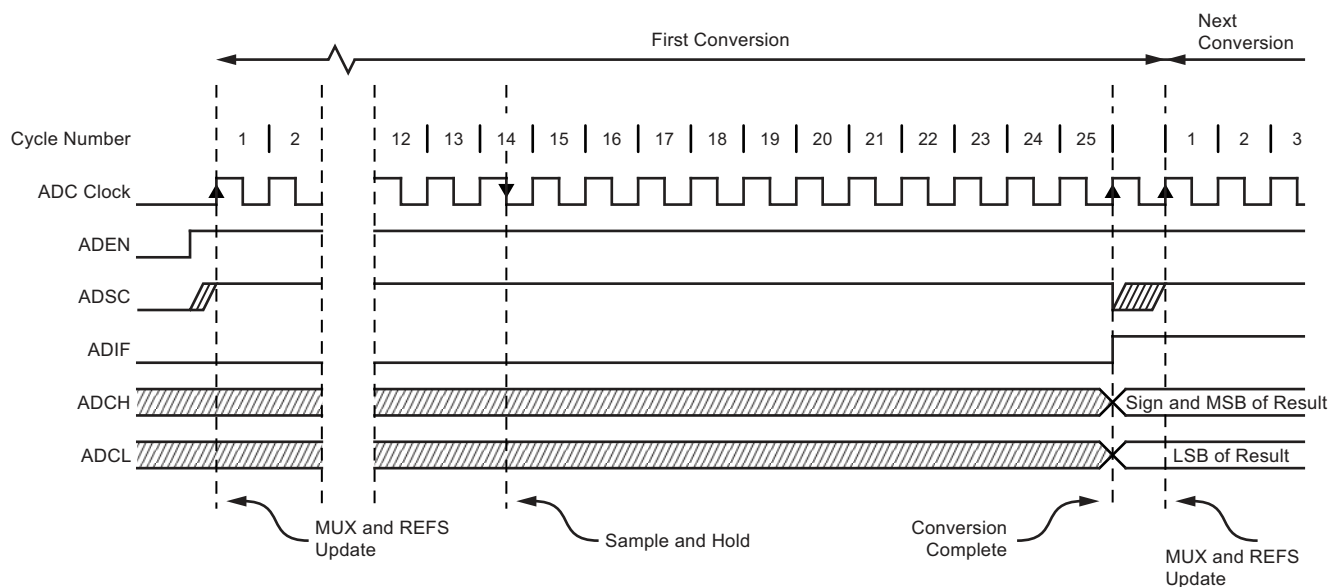 First Conversion
Next
Conversion
Cycle Number 1 2 12 13 14 15 16 17 18 19 20 21 22 23 24 25 1 2 3
ADC Clock
ADEN
ADSC
ADIF
ADCH Sign and MSB of Result
ADCL LSB of Result
MUX and REFS
Update
Sample and Hold
Conversion
Complete
MUX and REFS
Update